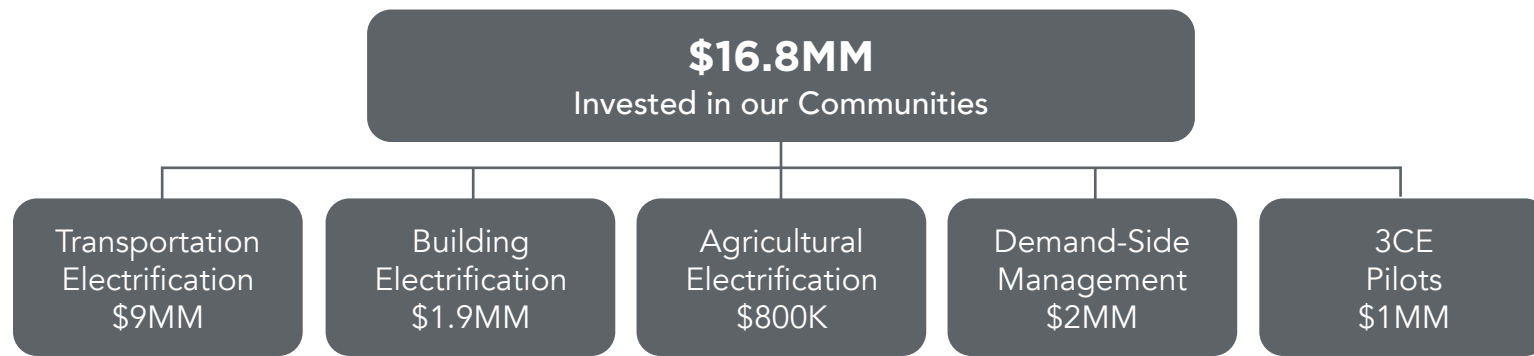 $16.8MM
Invested in our Communities
Transportation
Electrification
$9MM
Building
Electrification
$1.9MM
Agricultural
Electrification
$800K
Demand-Side
Management
$2MM
3CE
Pilots
$1MM